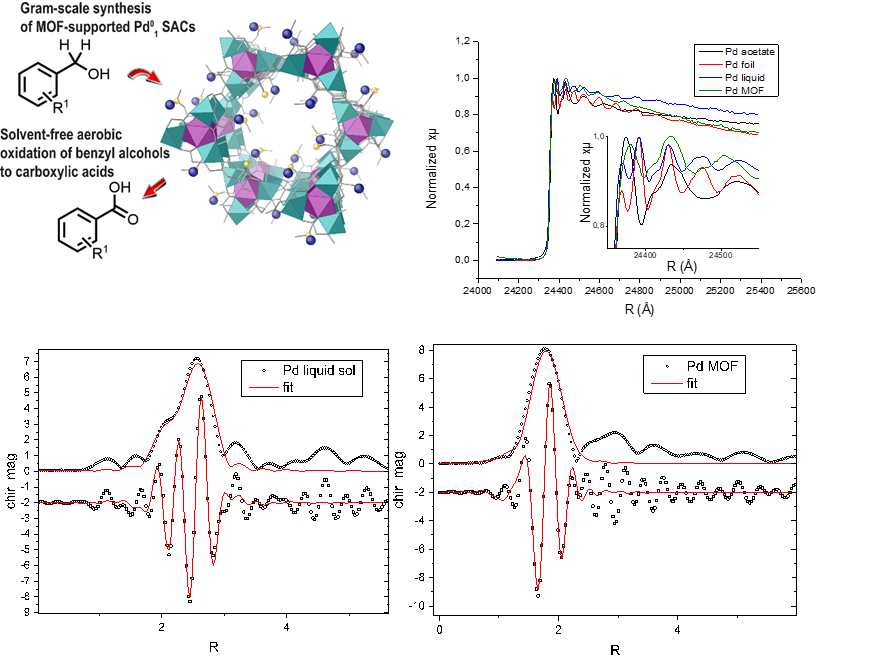 Gram-scale synthesis
of MOF-supported Pd⁰₁ SACs
H H
OH
R¹
Solvent-free aerobic
oxidation of benzyl alcohols
to carboxylic acids
OH
O
R¹
1,2
1,0
0,8
0,6
0,4
0,2
0,0
Normalized xμ
Pd acetate
Pd foil
Pd liquid
Pd MOF
1,0
0,8
Normalized xμ
24400 24500
R (Å)
24000 24200 24400 24600 24800 25000 25200 25400 25600
R (Å)
7
6
5
4
3
2
1
0
-1
-2
-3
-4
-5
-6
-7
-8
9
chir_mag
Pd liquid sol
fit
2 4
R
8
6
4
2
0
-2
-4
-6
-8
-10
chir_mag
Pd MOF
fit
0 2 4
R